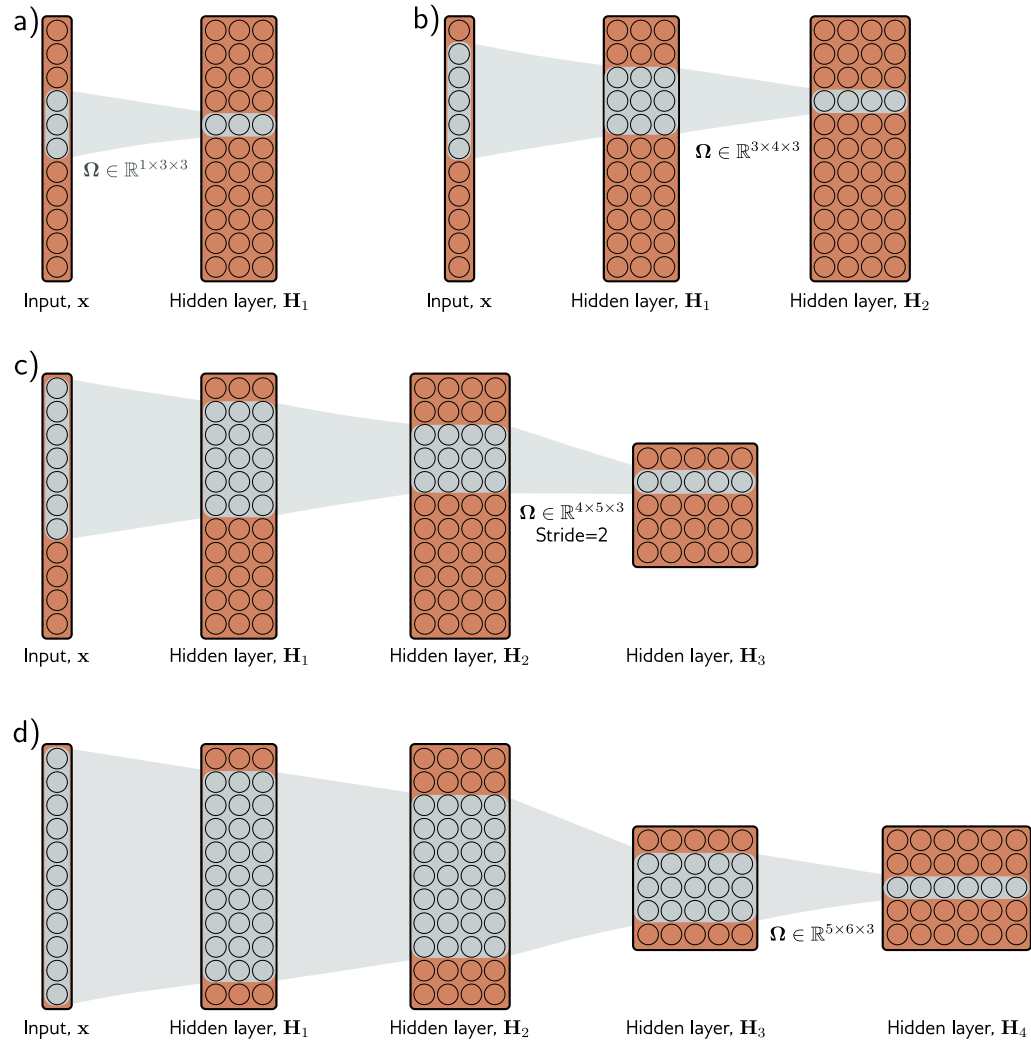 a)
Ω ∈ ℝ^{1×3×3}
Input, x
Hidden layer, H₁
b)
Ω ∈ ℝ^{3×4×3}
Input, x
Hidden layer, H₁
Hidden layer, H₂
c)
Ω ∈ ℝ^{4×5×3}
Stride=2
Input, x
Hidden layer, H₁
Hidden layer, H₂
Hidden layer, H₃
d)
Ω ∈ ℝ^{5×6×3}
Input, x
Hidden layer, H₁
Hidden layer, H₂
Hidden layer, H₃
Hidden layer, H₄